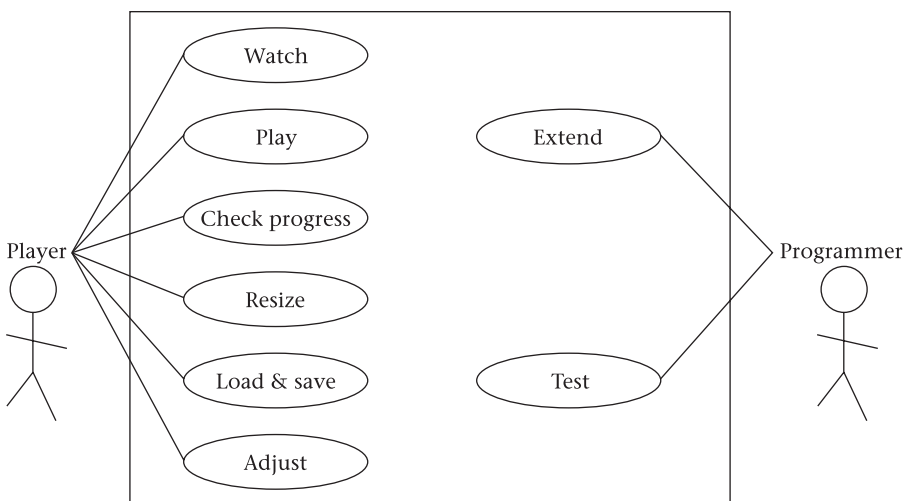 Watch
Play
Extend
Check progress
Player
Programmer
Resize
Load & save
Test
Adjust